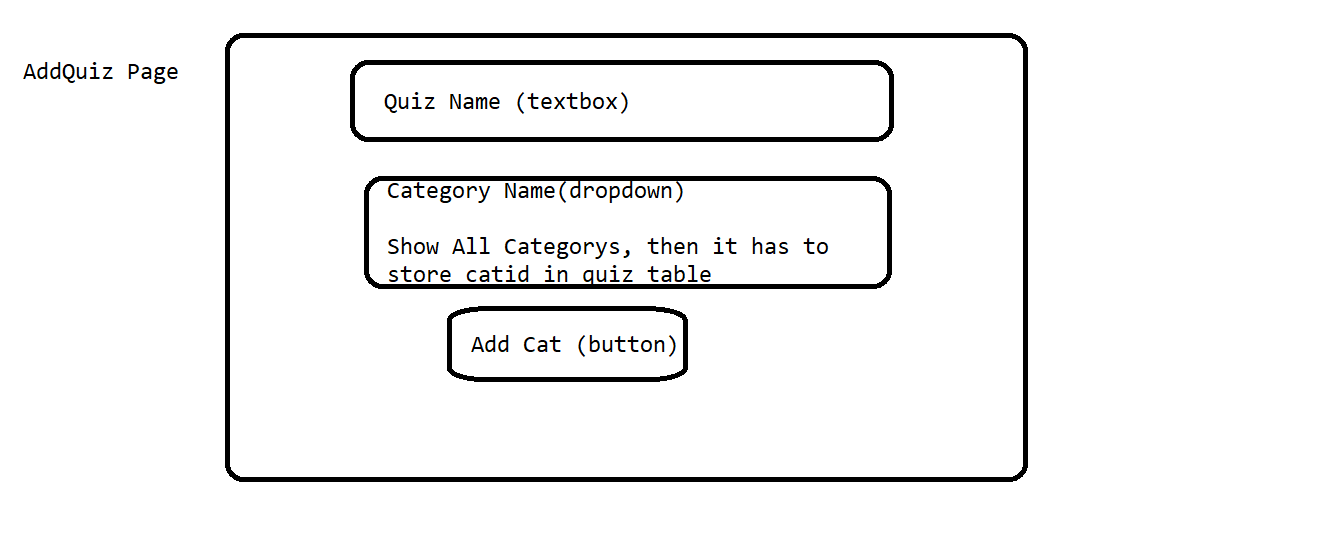 AddQuiz Page
Quiz Name (textbox)
Category Name(dropdown)
Show All Categorys, then it has to
store catid in quiz table
Add Cat (button)